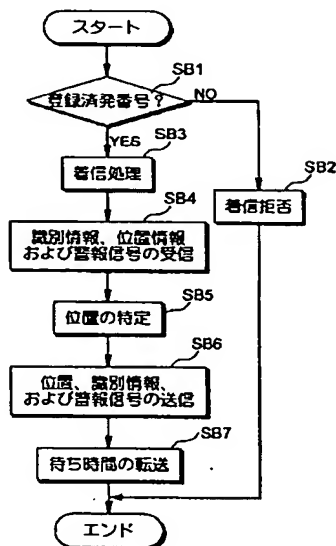 スタート
SB1
登録済発番号?
NO
YES
SB3
着信処理
SB2
着信拒否
SB4
識別情報、位置情報
および警報信号の受信
SB5
位置の特定
SB6
位置、識別情報、
および警報信号の送信
SB7
待ち時間の転送
エンド